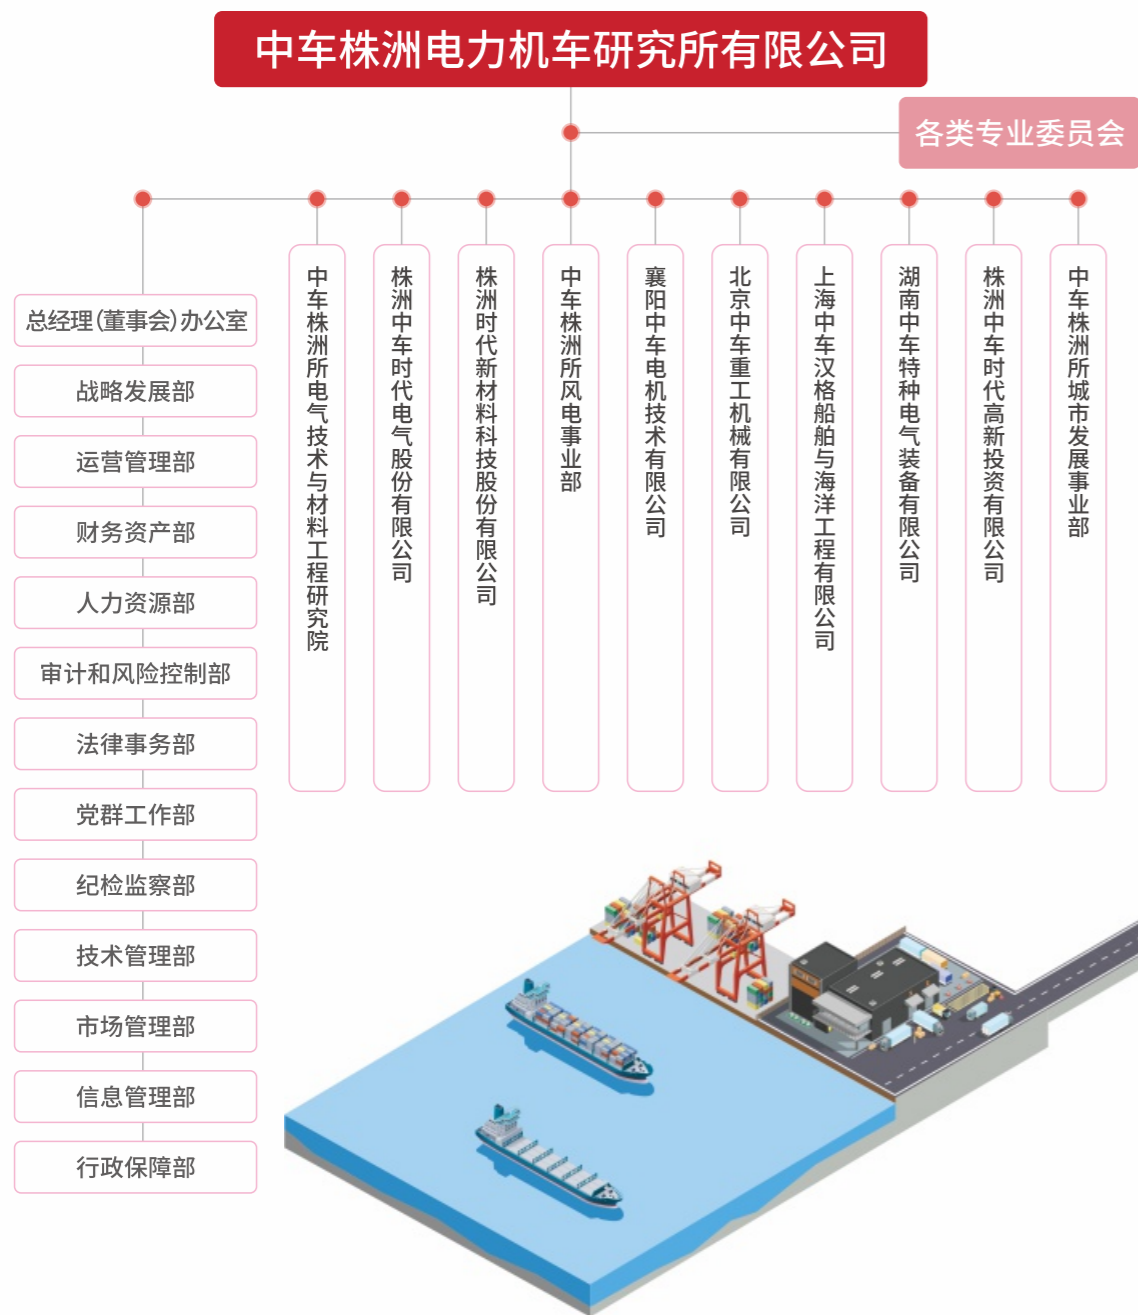 中车株洲电力机车研究所有限公司
各类专业委员会
总经理(董事会)办公室
战略发展部
运营管理部
财务资产部
人力资源部
审计和风险控制部
法律事务部
党群工作部
纪检监察部
技术管理部
市场管理部
信息管理部
行政保障部
中车株洲所电气技术与材料工程研究院
株洲中车时代电气股份有限公司
株洲时代新材料科技股份有限公司
中车株洲所风电事业部
襄阳中车电机技术有限公司
北京中车重工机械有限公司
上海中车汉格船舶与海洋工程有限公司
湖南中车特种电气装备有限公司
株洲中车时代高新投资有限公司
中车株洲所城市发展事业部